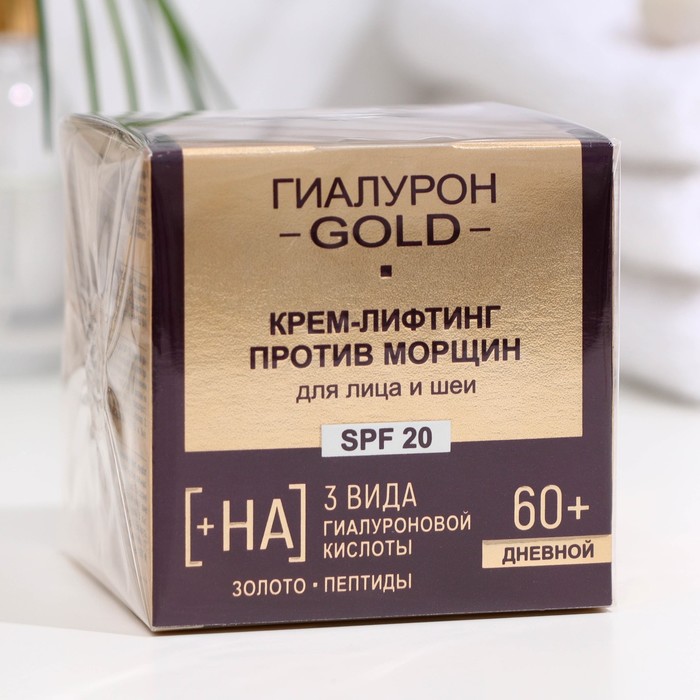 ГИАЛУРОН
– GOLD –
КРЕМ-ЛИФТИНГ
ПРОТИВ МОРЩИН
для лица и шеи
SPF 20
[+HA]
3 ВИДА
ГИАЛУРОНОВОЙ
КИСЛОТЫ
ЗОЛОТО ▪ ПЕПТИДЫ
60+
ДНЕВНОЙ